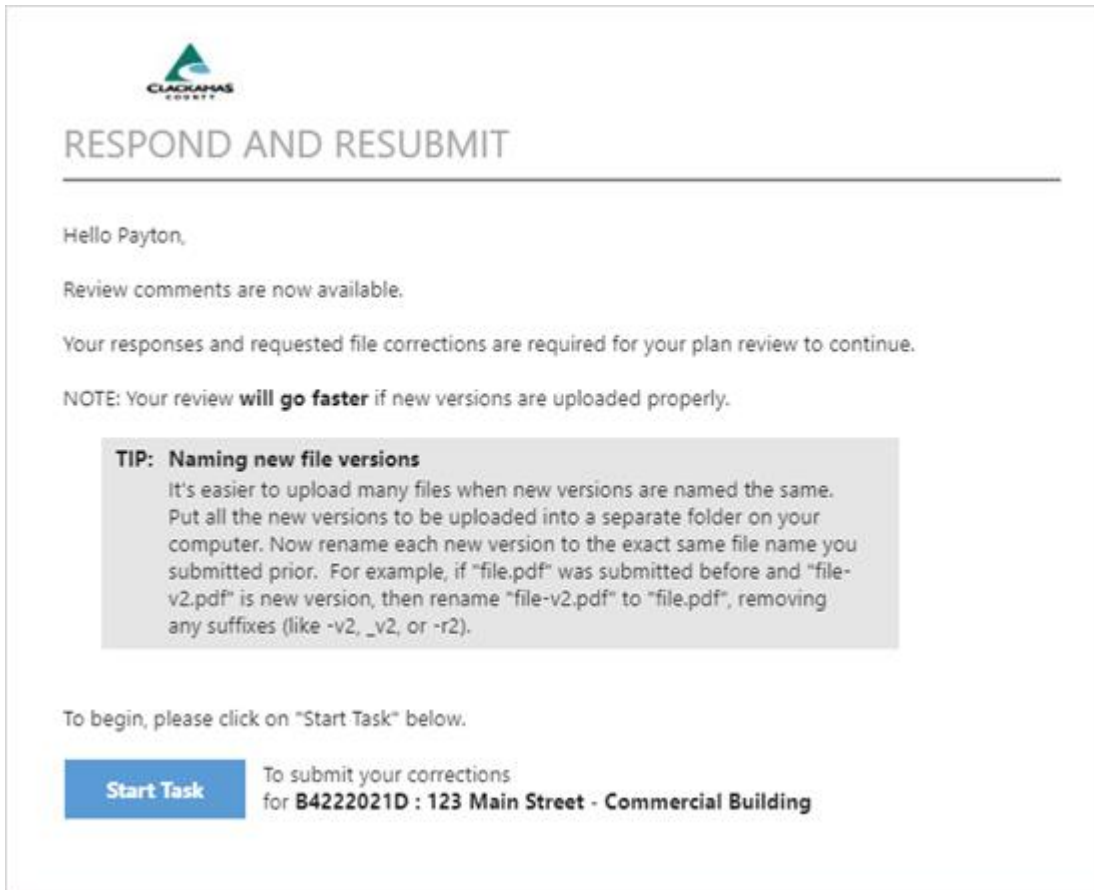 CLACKAMAS
COUNTY
RESPOND AND RESUBMIT
Hello Payton,
Review comments are now available.
Your responses and requested file corrections are required for your plan review to continue.
NOTE: Your review will go faster if new versions are uploaded properly.
TIP: Naming new file versions
It's easier to upload many files when new versions are named the same.
Put all the new versions to be uploaded into a separate folder on your
computer. Now rename each new version to the exact same file name you
submitted prior.  For example, if "file.pdf" was submitted before and "file-
v2.pdf" is new version, then rename "file-v2.pdf" to "file.pdf", removing
any suffixes (like -v2, _v2, or -r2).
To begin, please click on "Start Task" below.
Start Task
To submit your corrections
for B4222021D : 123 Main Street - Commercial Building